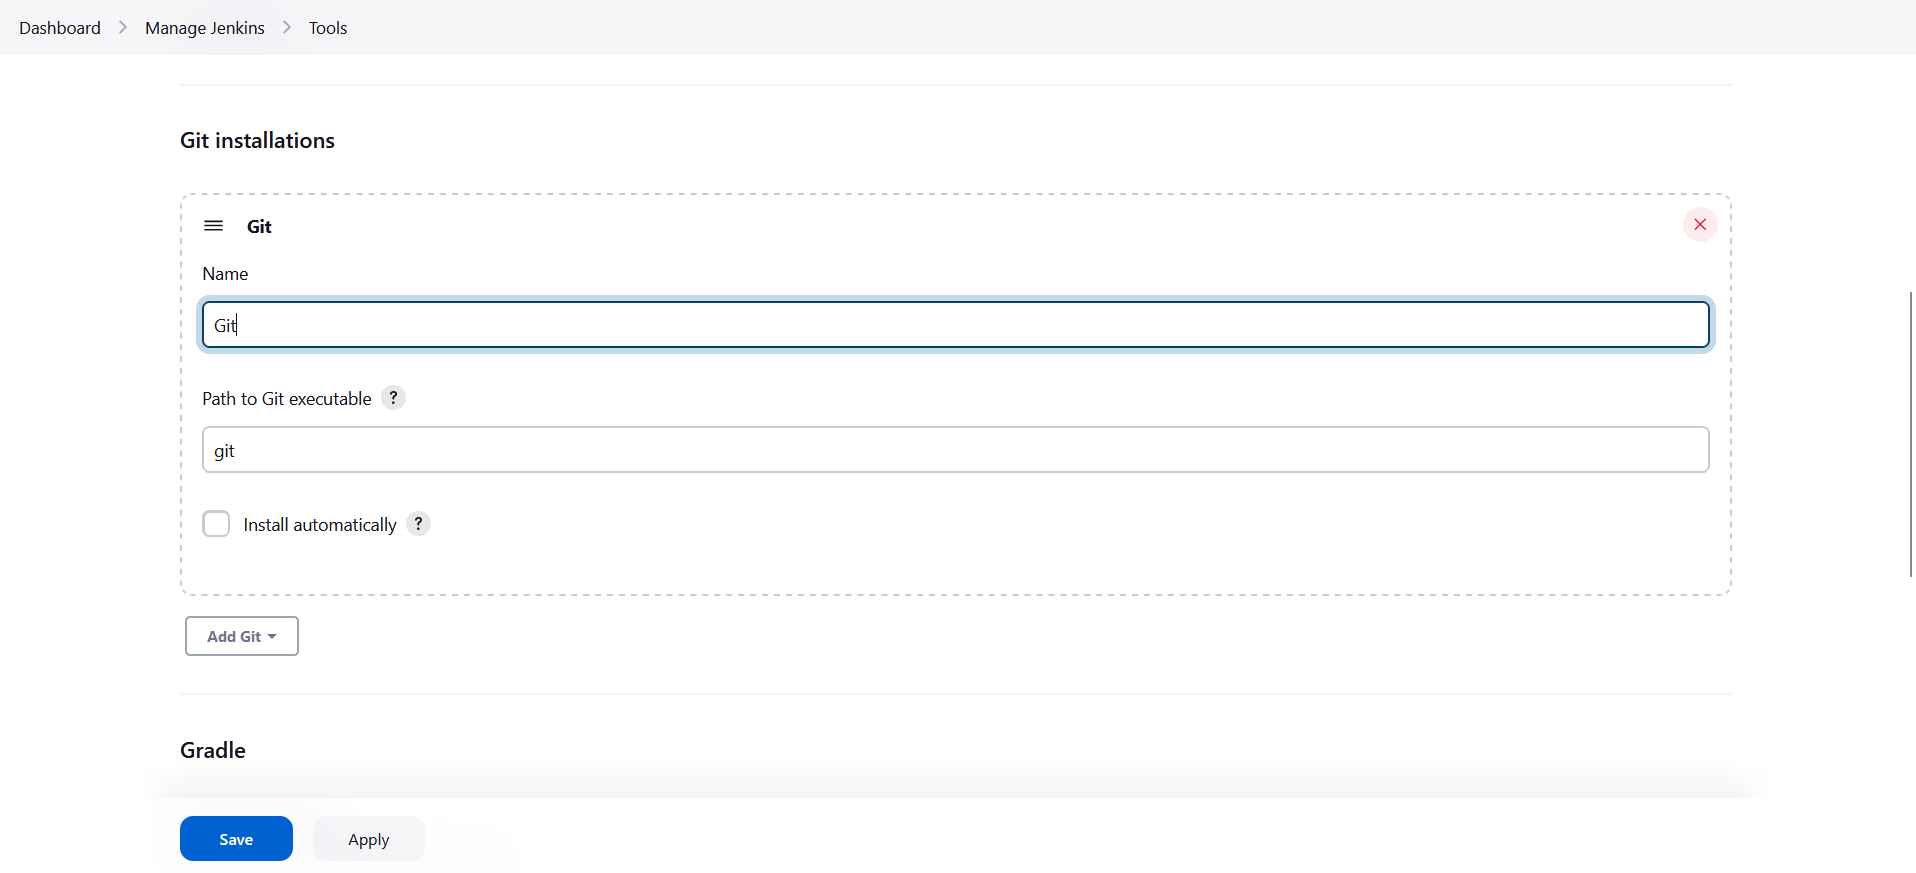 Dashboard > Manage Jenkins > Tools
Git installations
Git
Name
Git
Path to Git executable ?
git
Install automatically ?
Add Git
Gradle
Save Apply